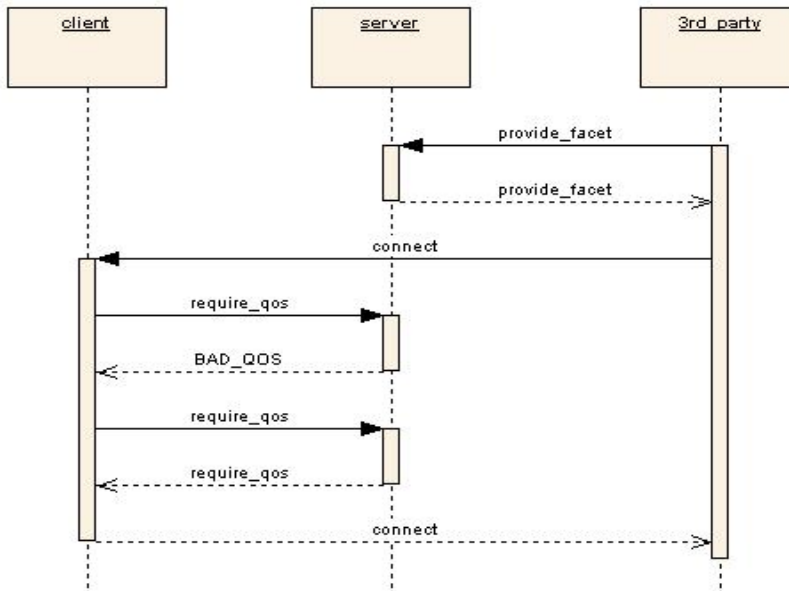 client
server
3rd_party
provide_facet
provide_facet
connect
require_qos
BAD_QOS
require_qos
require_qos
connect